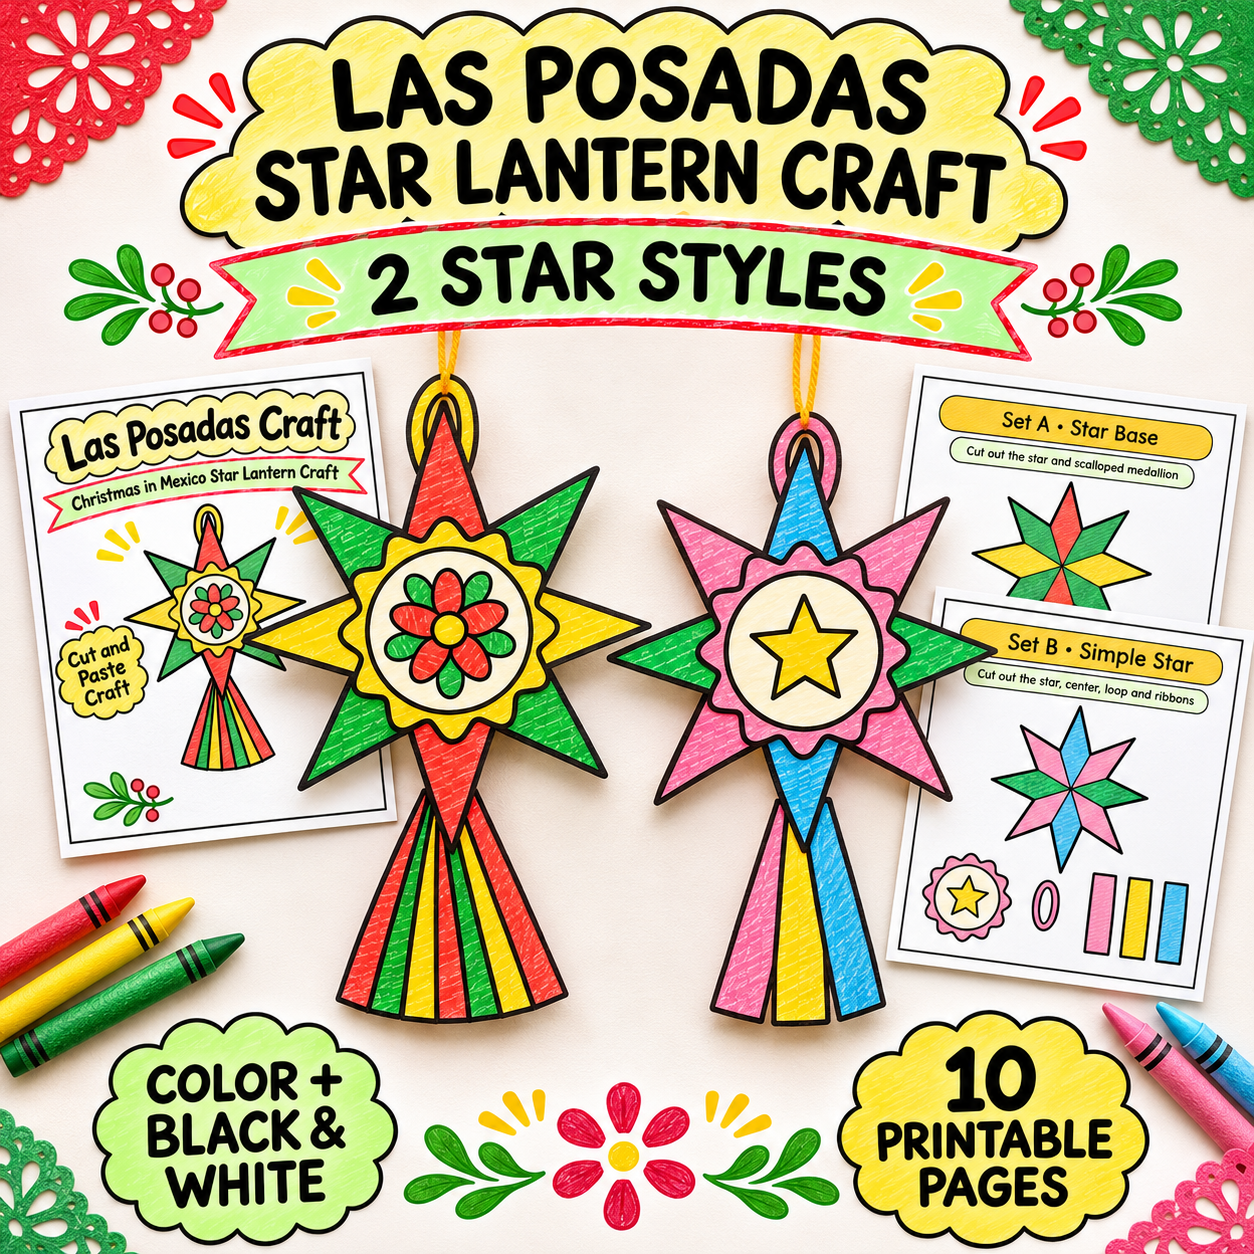 LAS POSADAS
STAR LANTERN CRAFT
2 STAR STYLES
Las Posadas Craft
Christmas in Mexico Star Lantern Craft
Cut and
Paste
Craft
Set A • Star Base
Cut out the star and scalloped medallion
Set B • Simple Star
Cut out the star, center, loop and ribbons
COLOR +
BLACK &
WHITE
10
PRINTABLE
PAGES